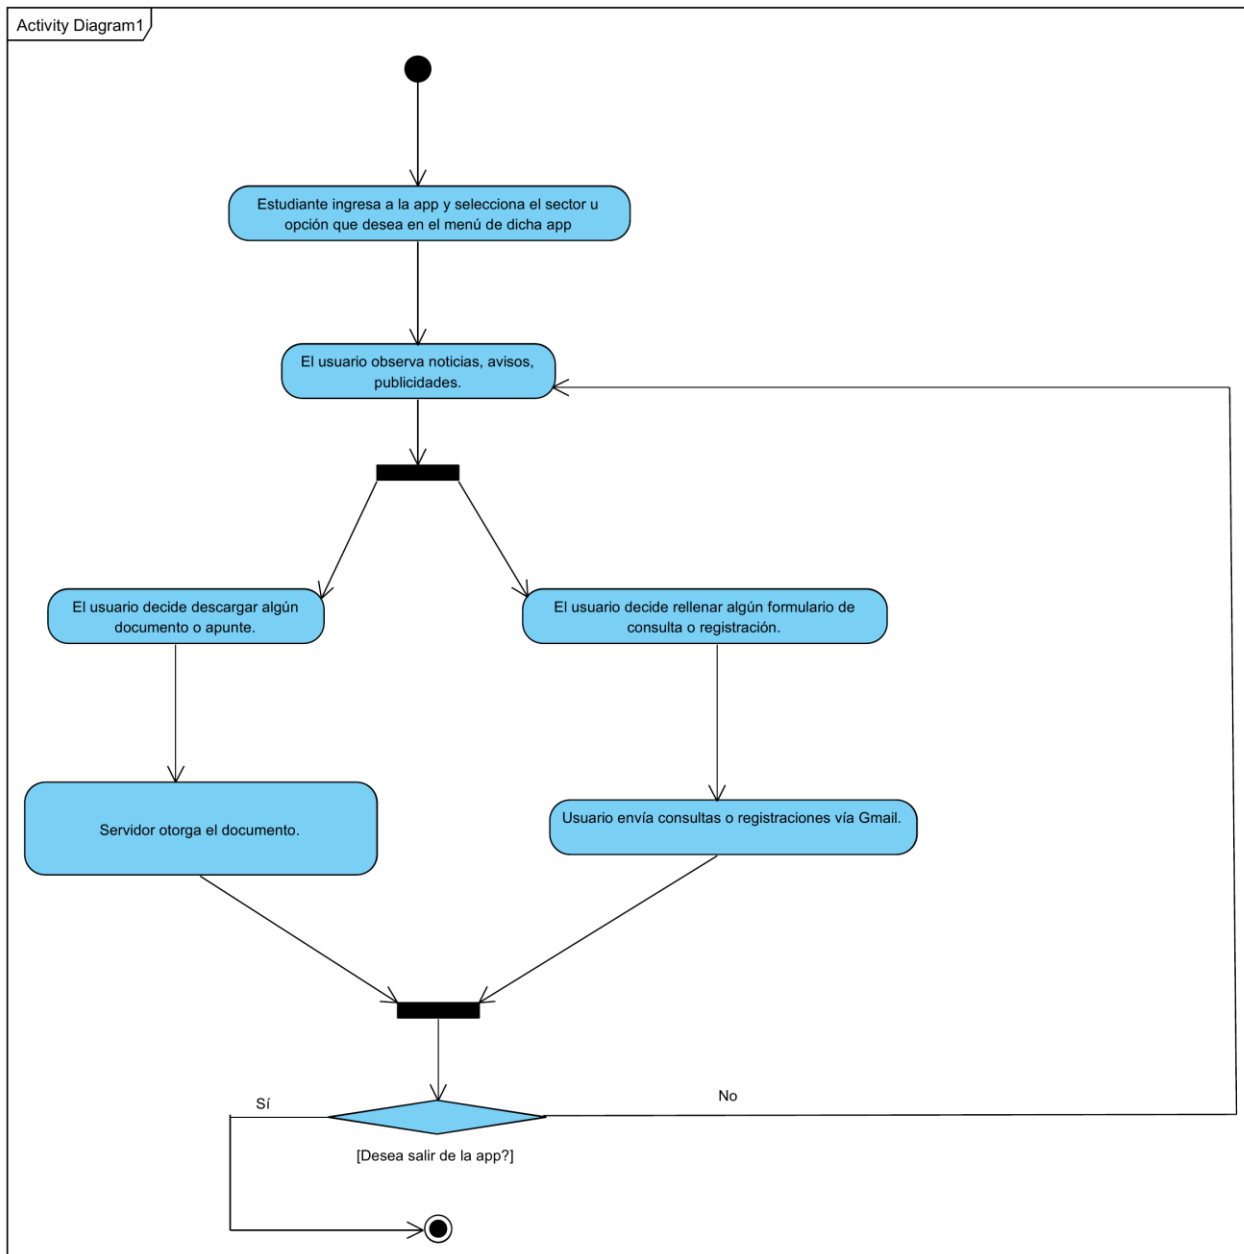 Activity Diagram1
Estudiante ingresa a la app y selecciona el sector u
opción que desea en el menú de dicha app
El usuario observa noticias, avisos,
publicidades.
El usuario decide descargar algún
documento o apunte.
El usuario decide rellenar algún formulario de
consulta o registración.
Servidor otorga el documento.
Usuario envía consultas o registraciones vía Gmail.
Sí
No
[Desea salir de la app?]